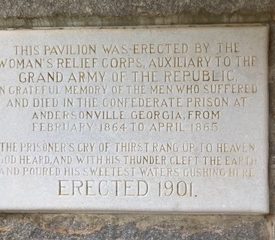 THIS PAVILION WAS ERECTED BY THE
WOMAN'S RELIEF CORPS, AUXILIARY TO THE
GRAND ARMY OF THE REPUBLIC,
IN GRATEFUL MEMORY OF THE MEN WHO SUFFERED
AND DIED IN THE CONFEDERATE PRISON AT
ANDERSONVILLE GEORGIA, FROM
FEBRUARY 1864 TO APRIL 1865.
THE PRISONER'S CRY OF THIRST RANG UP TO HEAVEN
GOD HEARD, AND WITH HIS THUNDER CLEFT THE EARTH
AND POURED HIS SWEETEST WATERS GUSHING HERE.
ERECTED 1901.